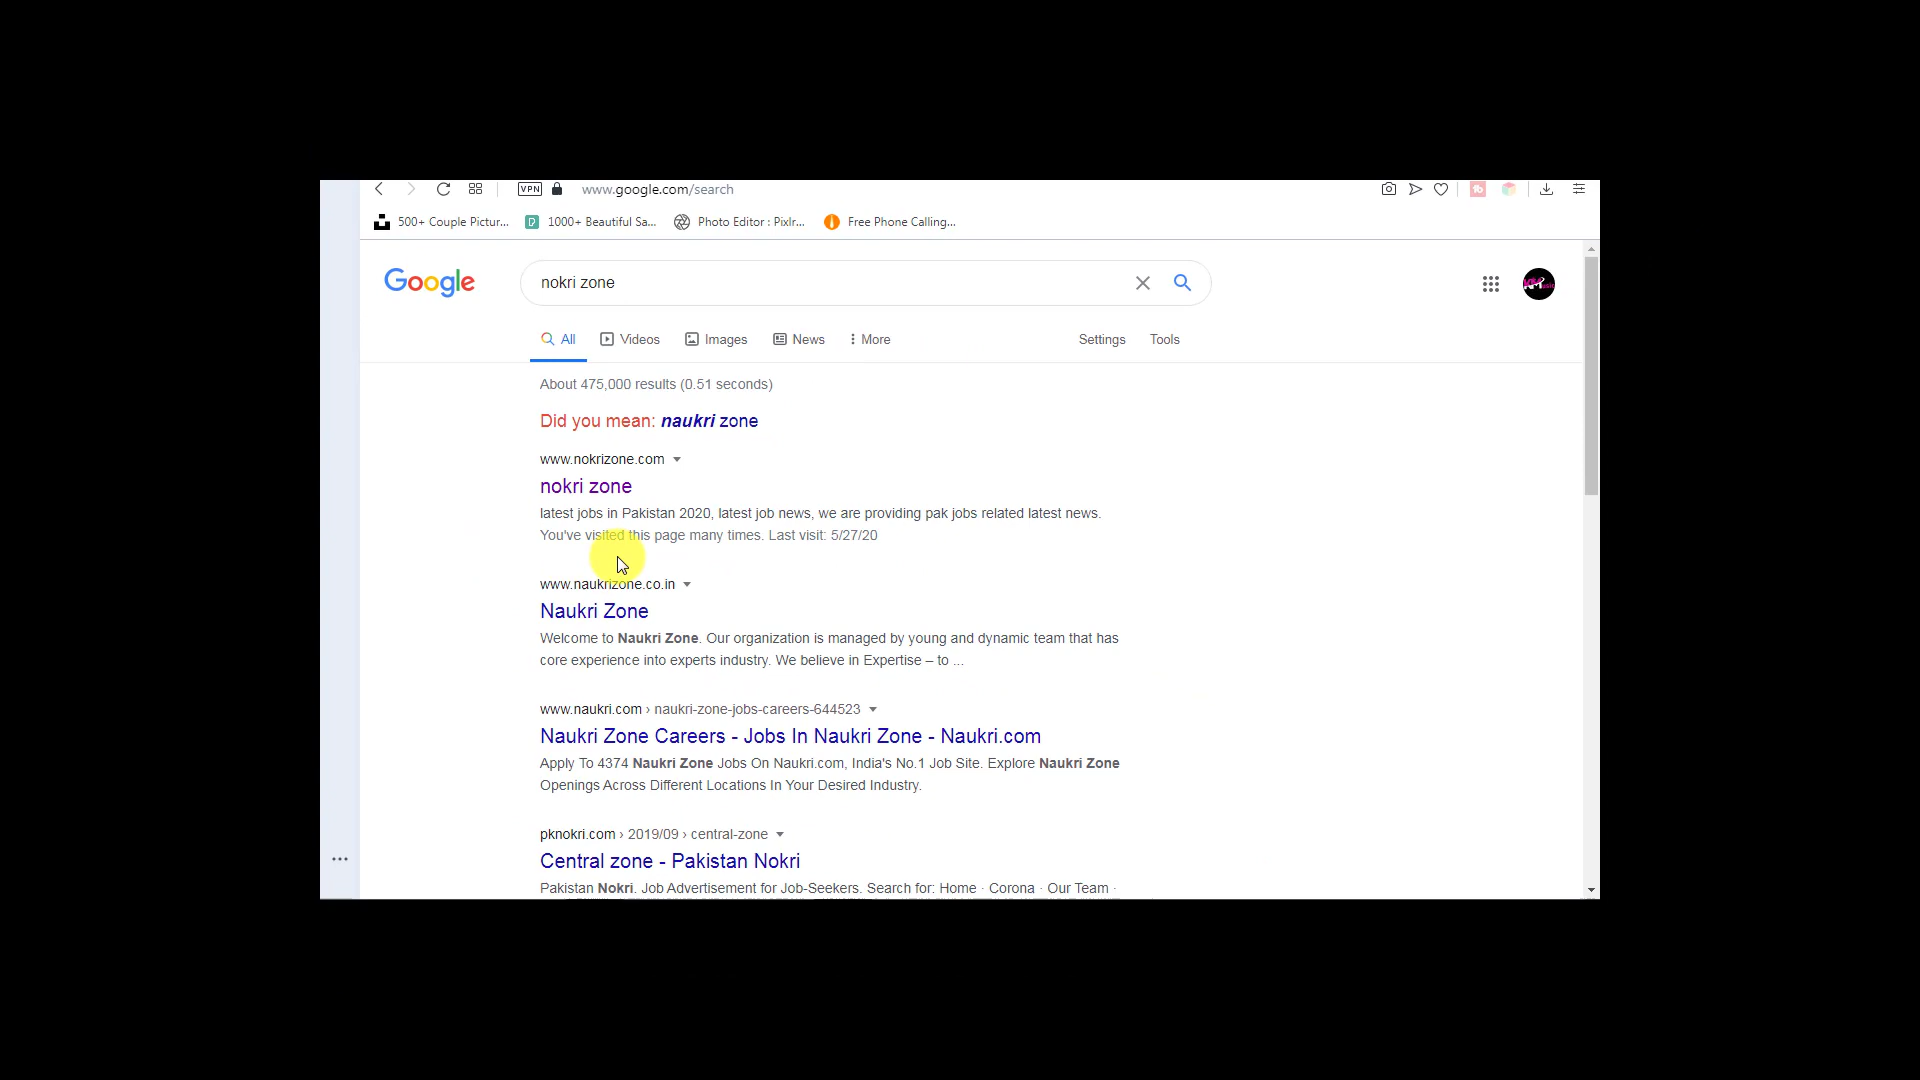 VPN www.google.com/search
500+ Couple Pictur... 1000+ Beautiful Sa... Photo Editor : Pixlr... Free Phone Calling...
Google nokri zone
All Videos Images News More Settings Tools
About 475,000 results (0.51 seconds)
Did you mean: naukri zone
www.nokrizone.com
nokri zone
latest jobs in Pakistan 2020, latest job news, we are providing pak jobs related latest news.
You've visited this page many times. Last visit: 5/27/20
www.naukrizone.co.in
Naukri Zone
Welcome to Naukri Zone. Our organization is managed by young and dynamic team that has
core experience into experts industry. We believe in Expertise – to ...
www.naukri.com › naukri-zone-jobs-careers-644523
Naukri Zone Careers - Jobs In Naukri Zone - Naukri.com
Apply To 4374 Naukri Zone Jobs On Naukri.com, India's No.1 Job Site. Explore Naukri Zone
Openings Across Different Locations In Your Desired Industry.
pknokri.com › 2019/09 › central-zone
Central zone - Pakistan Nokri
Pakistan Nokri. Job Advertisement for Job-Seekers. Search for: Home · Corona · Our Team ·